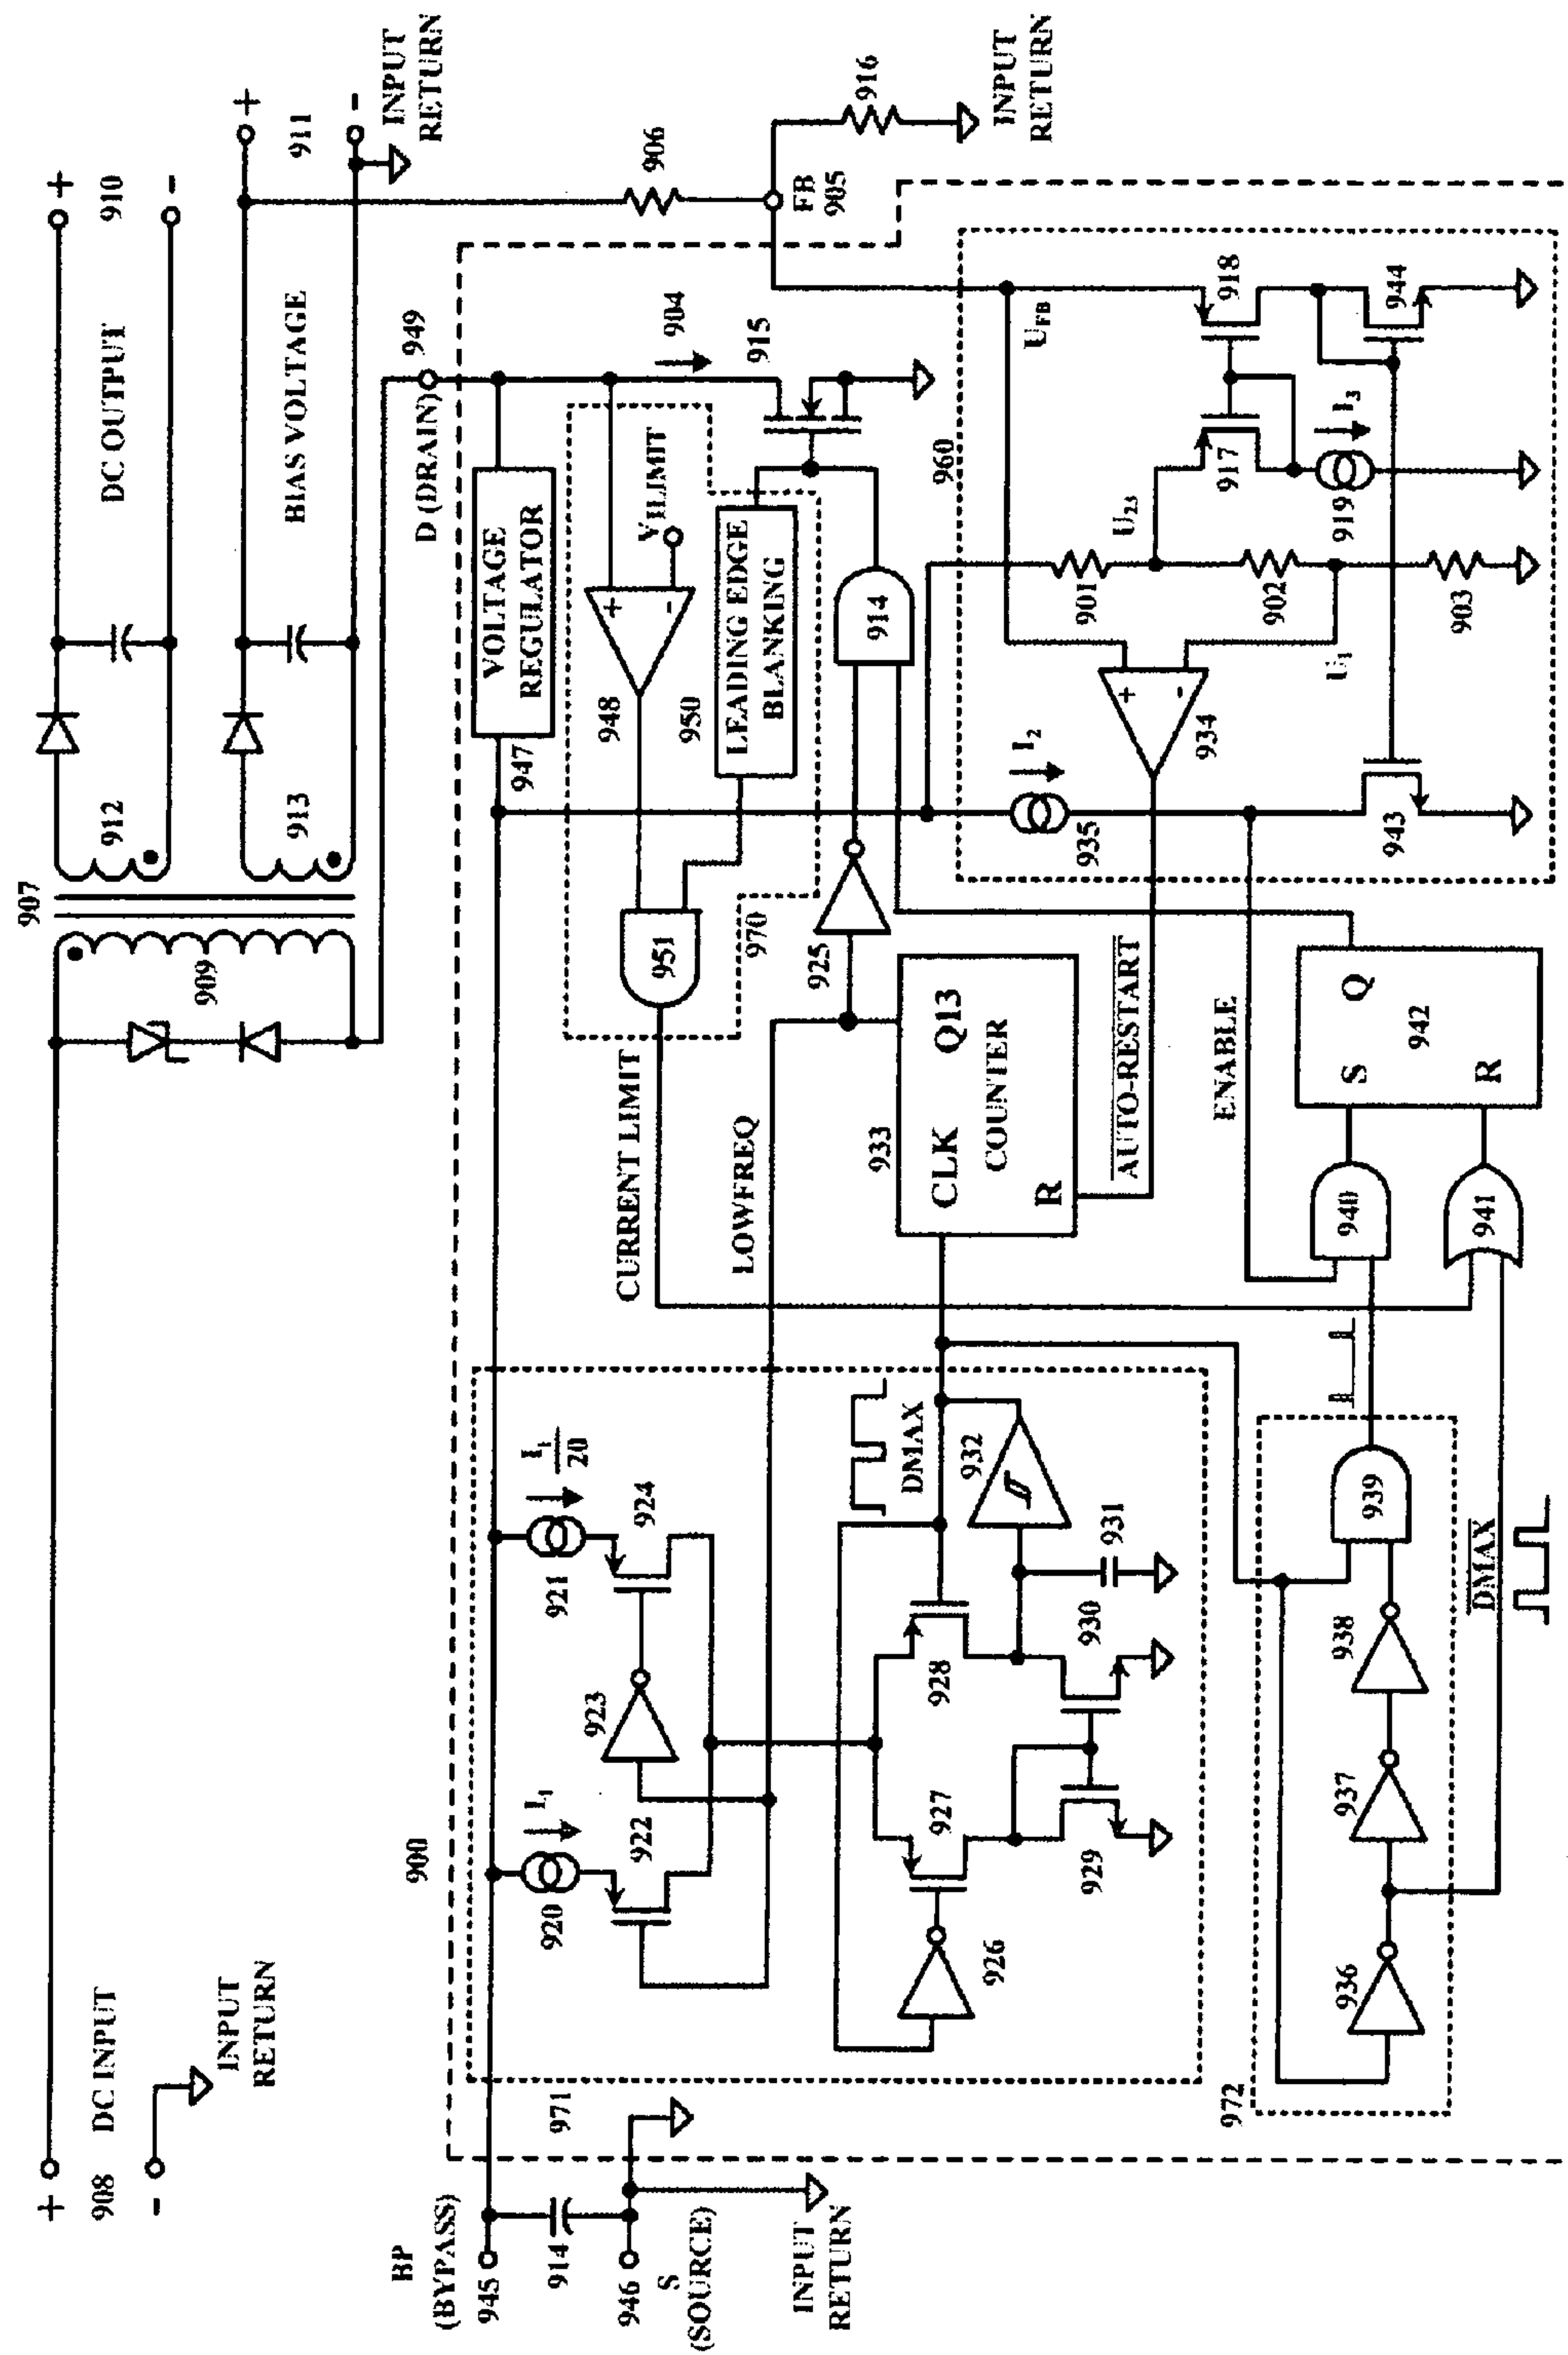 +
908
DC INPUT
-
INPUT
RETURN
907
909
912
913
+
DC OUTPUT
910
-
+
BIAS VOLTAGE
911
-
INPUT
RETURN
D (DRAIN)
949
906
FB
905
916
INPUT
RETURN
BP
(BYPASS)
945
914
946
S
(SOURCE)
INPUT
RETURN
900
971
920
I₁
922
923
921
I₁
20
924
926
927
928
929
930
931
932
DMAX
CURRENT LIMIT
LOWFREQ
933
CLK
Q13
COUNTER
R
AUTO-RESTART
VOLTAGE
REGULATOR
947
948
+
-
VILIMIT
950
LEADING EDGE
BLANKING
951
970
925
914
904
915
960
935
I₂
934
+
-
U₁
901
902
903
U₂₃
917
919
I₃
UFB
918
944
943
972
936
937
938
939
DMAX
ENABLE
940
941
S
Q
R
942